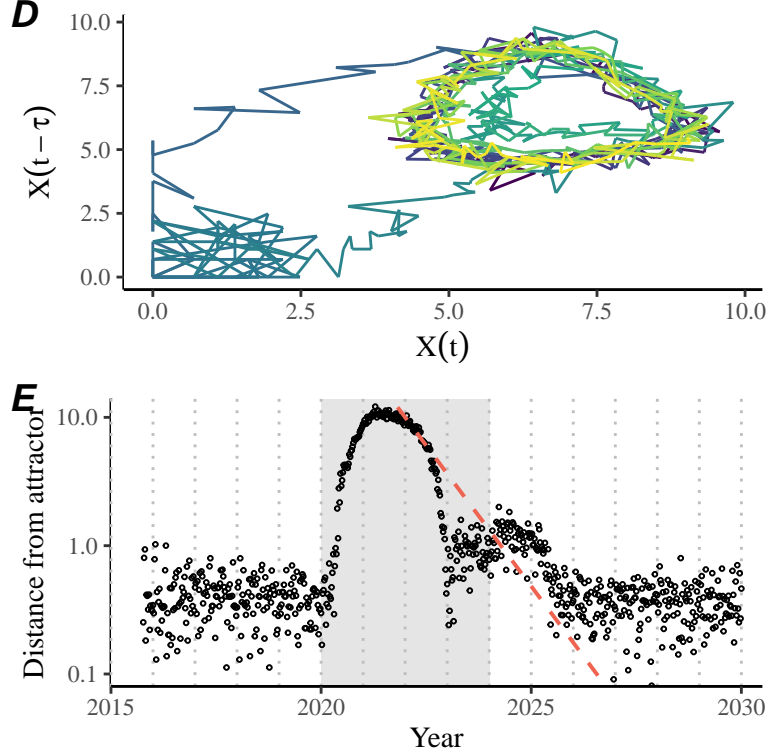 D
10.0
7.5
5.0
2.5
0.0
X(t − τ)
0.0 2.5 5.0 7.5 10.0
X(t)
E
10.0
1.0
0.1
Distance from attractor
2015 2020 2025 2030
Year